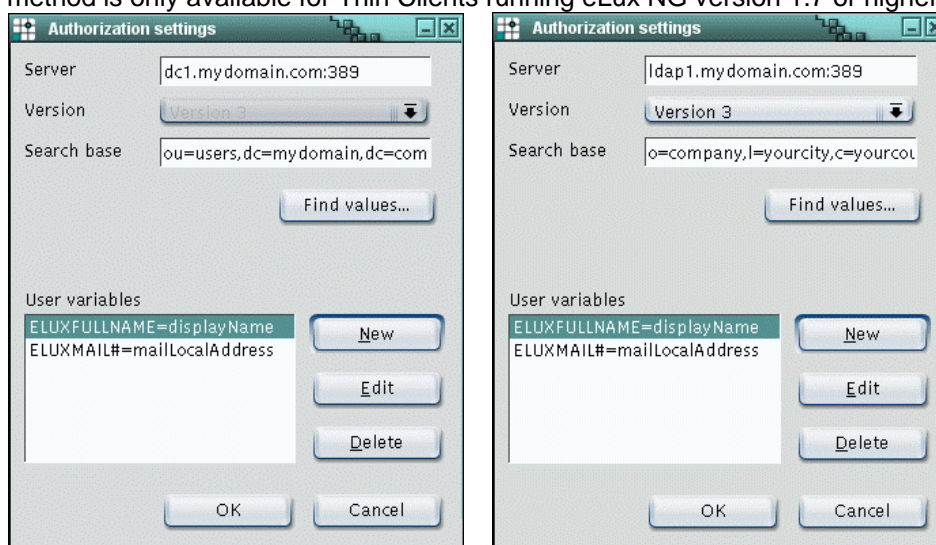 method is only available for Thin Clients running eLux NG version 1.7 or higher
Authorization settings
Server
dc1.mydomain.com:389
Version
Version 3
Search base
ou=users,dc=mydomain,dc=com
Find values...
User variables
ELUXFULLNAME=displayName
ELUXMAIL#=mailLocalAddress
New
Edit
Delete
OK
Cancel
Authorization settings
Server
ldap1.mydomain.com:389
Version
Version 3
Search base
o=company,l=yourcity,c=yourcou
Find values...
User variables
ELUXFULLNAME=displayName
ELUXMAIL#=mailLocalAddress
New
Edit
Delete
OK
Cancel